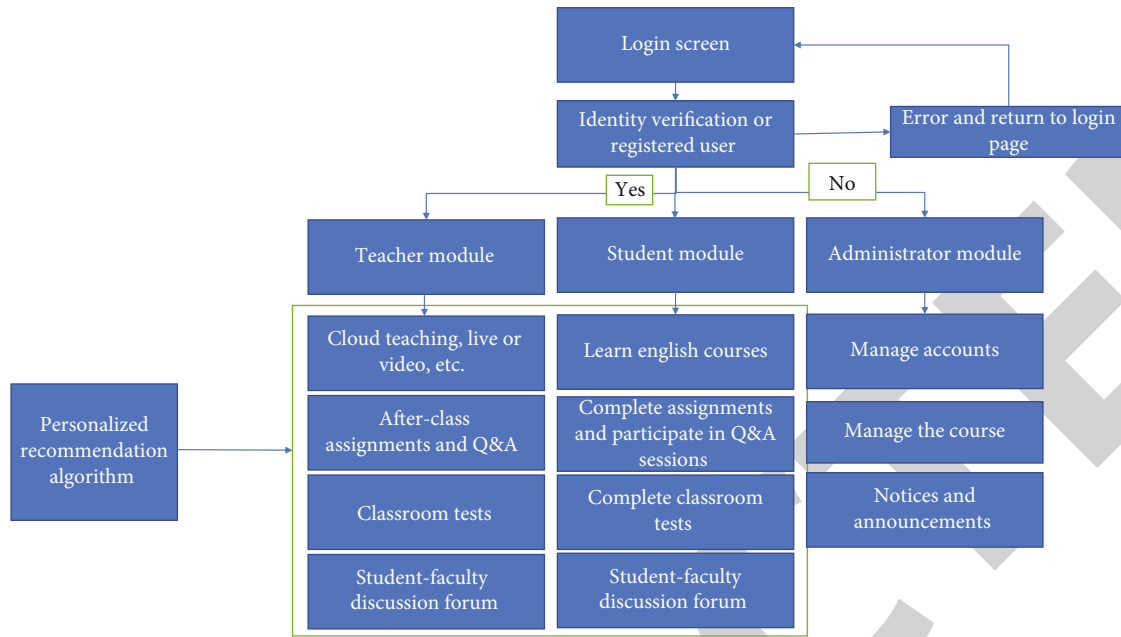 Login screen
Identity verification or
registered user
Error and return to login
page
Yes
No
Teacher module
Student module
Administrator module
Cloud teaching, live or
video, etc.
Learn english courses
Manage accounts
Personalized
recommendation
algorithm
After-class
assignments and Q&A
Complete assignments
and participate in Q&A
sessions
Manage the course
Classroom tests
Complete classroom
tests
Notices and
announcements
Student-faculty
discussion forum
Student-faculty
discussion forum